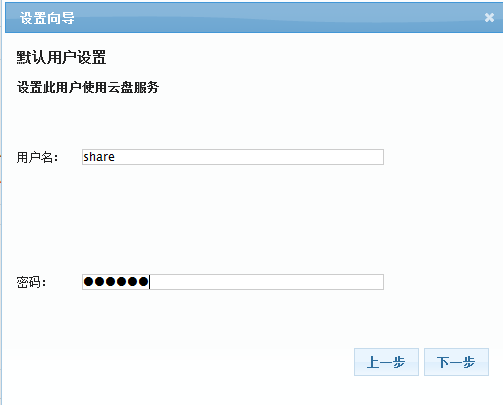 设置向导
默认用户设置
设置此用户使用云盘服务
用户名: share
密码: ●●●●●●
上一步 下一步